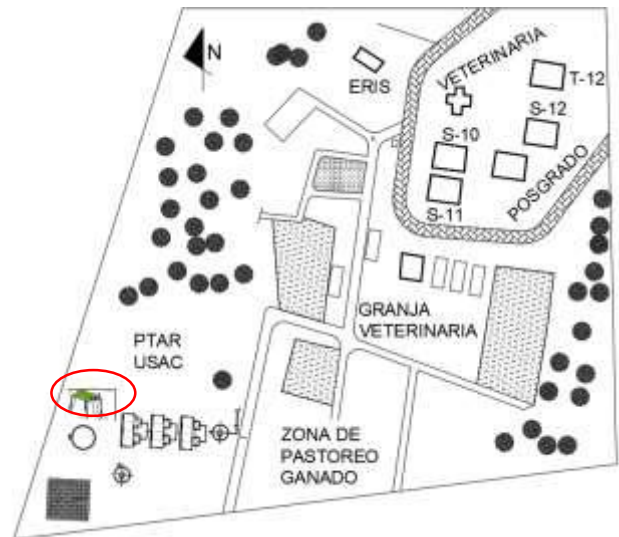 N
ERIS
VETERINARIA
T-12
S-12
S-10
S-11
POSGRADO
GRANJA
VETERINARIA
PTAR
USAC
ZONA DE
PASTOREO
GANADO